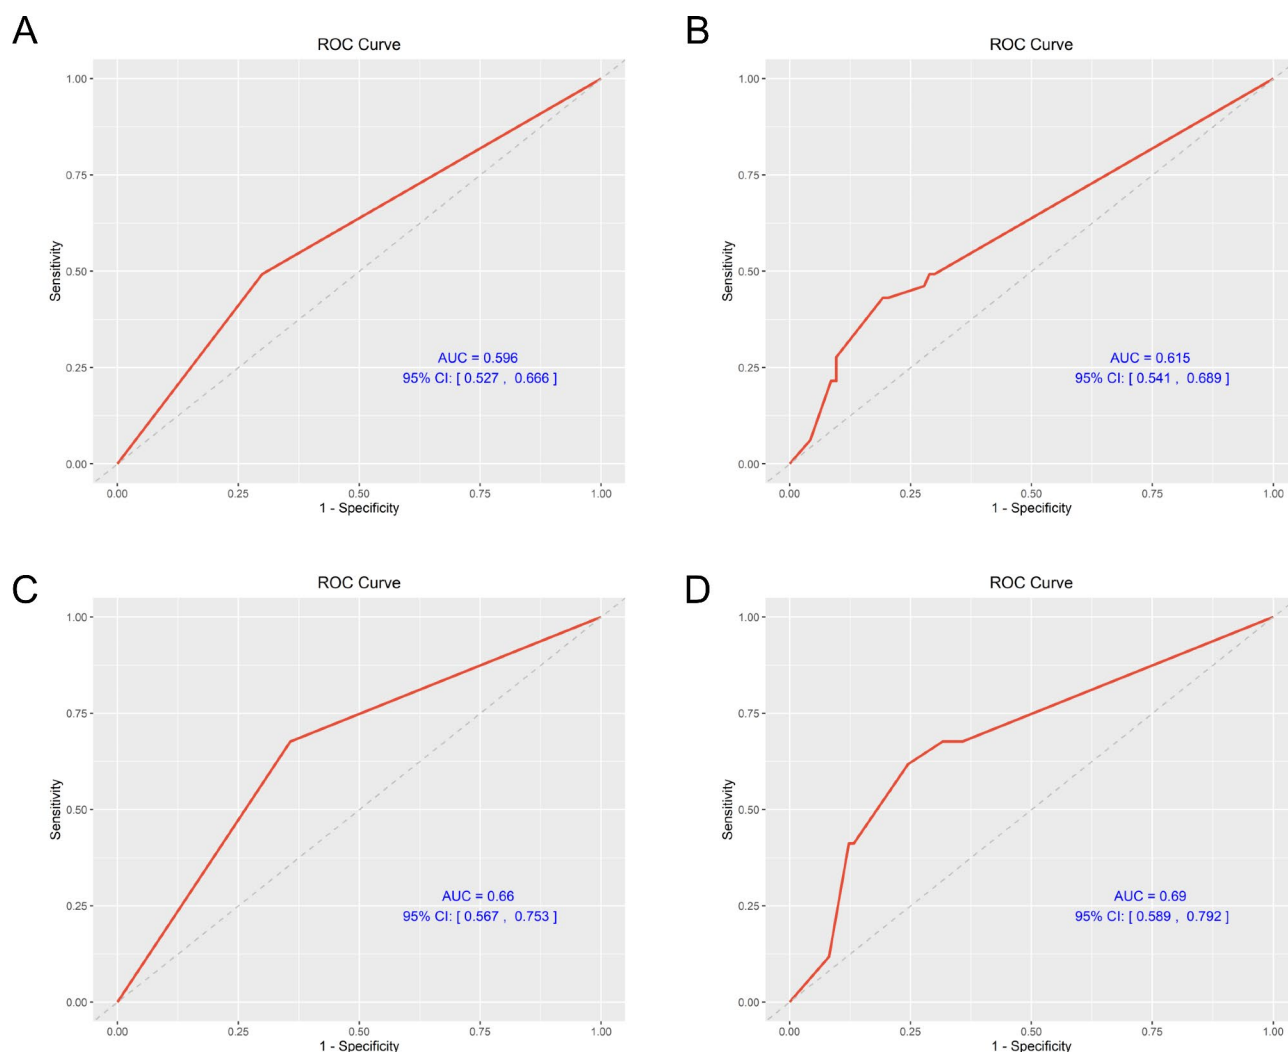 A
ROC Curve
1.00
0.75
0.50
0.25
0.00
Sensitivity
AUC = 0.596
95% CI: [ 0.527 , 0.666 ]
0.00 0.25 0.50 0.75 1.00
1 - Specificity
B
ROC Curve
1.00
0.75
0.50
0.25
0.00
Sensitivity
AUC = 0.615
95% CI: [ 0.541 , 0.689 ]
0.00 0.25 0.50 0.75 1.00
1 - Specificity
C
ROC Curve
1.00
0.75
0.50
0.25
0.00
Sensitivity
AUC = 0.66
95% CI: [ 0.567 , 0.753 ]
0.00 0.25 0.50 0.75 1.00
1 - Specificity
D
ROC Curve
1.00
0.75
0.50
0.25
0.00
Sensitivity
AUC = 0.69
95% CI: [ 0.589 , 0.792 ]
0.00 0.25 0.50 0.75 1.00
1 - Specificity